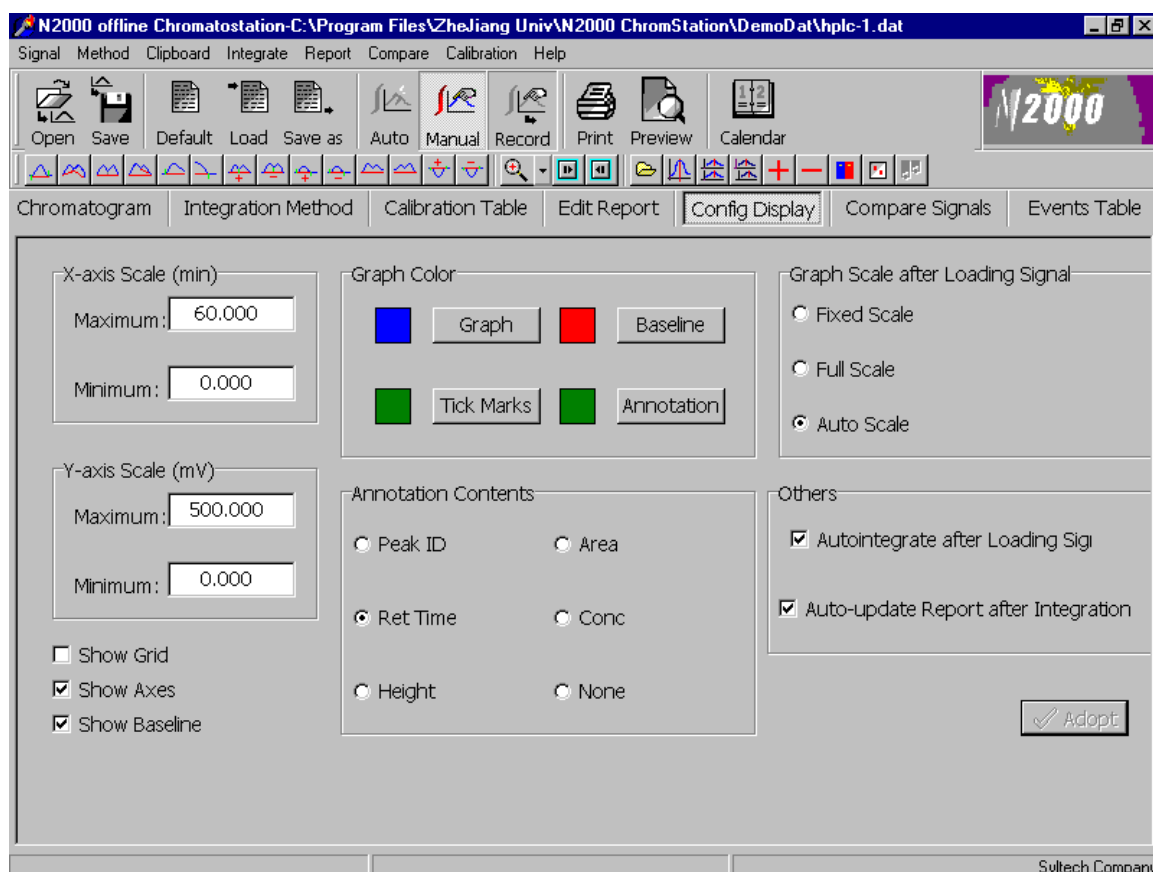 N2000 offline Chromatostation-C:\Program Files\ZheJiang Univ\N2000 ChromStation\DemoDat\hplc-1.dat
Signal Method Clipboard Integrate Report Compare Calibration Help
N2000
Open Save Default Load Save as Auto Manual Record Print Preview Calendar
Chromatogram Integration Method Calibration Table Edit Report Config Display Compare Signals Events Table
X-axis Scale (min)
Maximum: 60.000
Minimum: 0.000
Y-axis Scale (mV)
Maximum: 500.000
Minimum: 0.000
Show Grid
Show Axes
Show Baseline
Graph Color
Graph Baseline
Tick Marks Annotation
Annotation Contents
Peak ID Area
Ret Time Conc
Height None
Graph Scale after Loading Signal
Fixed Scale
Full Scale
Auto Scale
Others
Autointegrate after Loading Sig
Auto-update Report after Integration
Adopt
Sultech Company